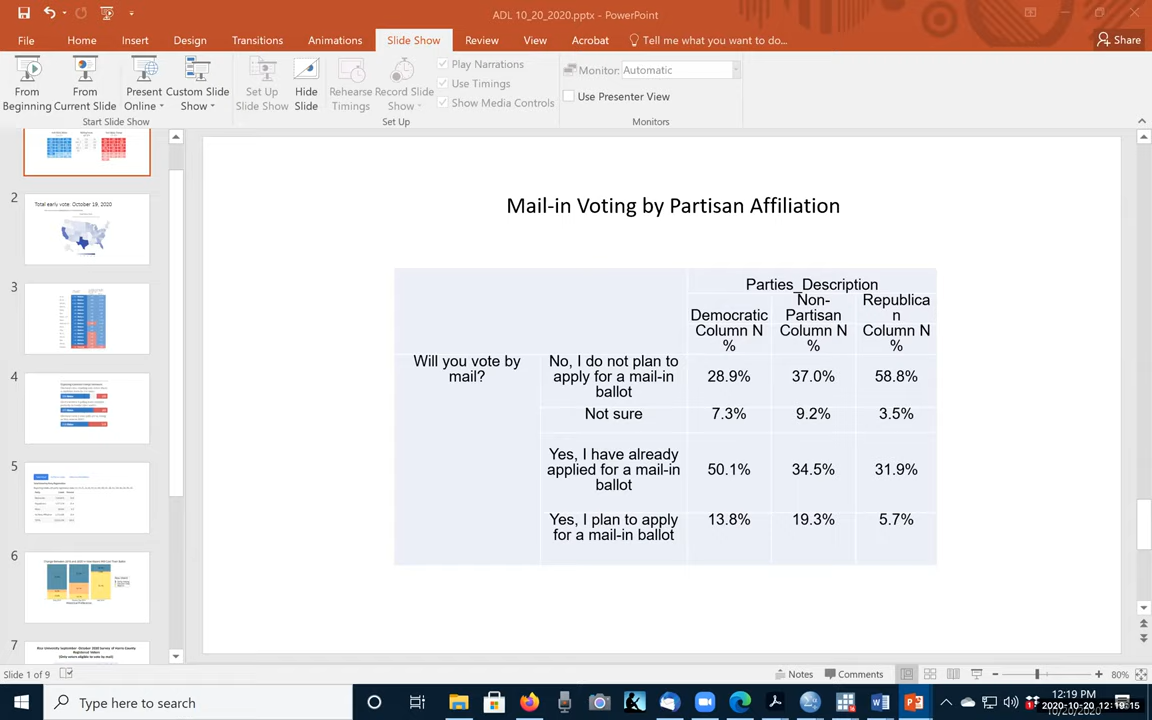 ADL 10_20_2020.pptx - PowerPoint
File Home Insert Design Transitions Animations Slide Show Review View Acrobat Tell me what you want to do... Share
From Beginning
From Current Slide
Present Online
Custom Slide Show
Set Up Slide Show
Hide Slide
Rehearse Timings
Record Slide Show
Play Narrations
Use Timings
Show Media Controls
Monitor: Automatic
Use Presenter View
Start Slide Show
Set Up
Monitors
2
Total early vote: October 19, 2020
3
4
5
6
7
Mail-in Voting by Partisan Affiliation
Parties_Description
Democratic
Column N
%
Non-
Partisan
Column N
%
Republica
n
Column N
%
Will you vote by
mail?
No, I do not plan to
apply for a mail-in
ballot
28.9% 37.0% 58.8%
Not sure 7.3% 9.2% 3.5%
Yes, I have already
applied for a mail-in
ballot
50.1% 34.5% 31.9%
Yes, I plan to apply
for a mail-in ballot
13.8% 19.3% 5.7%
Slide 1 of 9
Notes Comments 80%
Type here to search
12:19 PM
2020-10-20 12:19:15